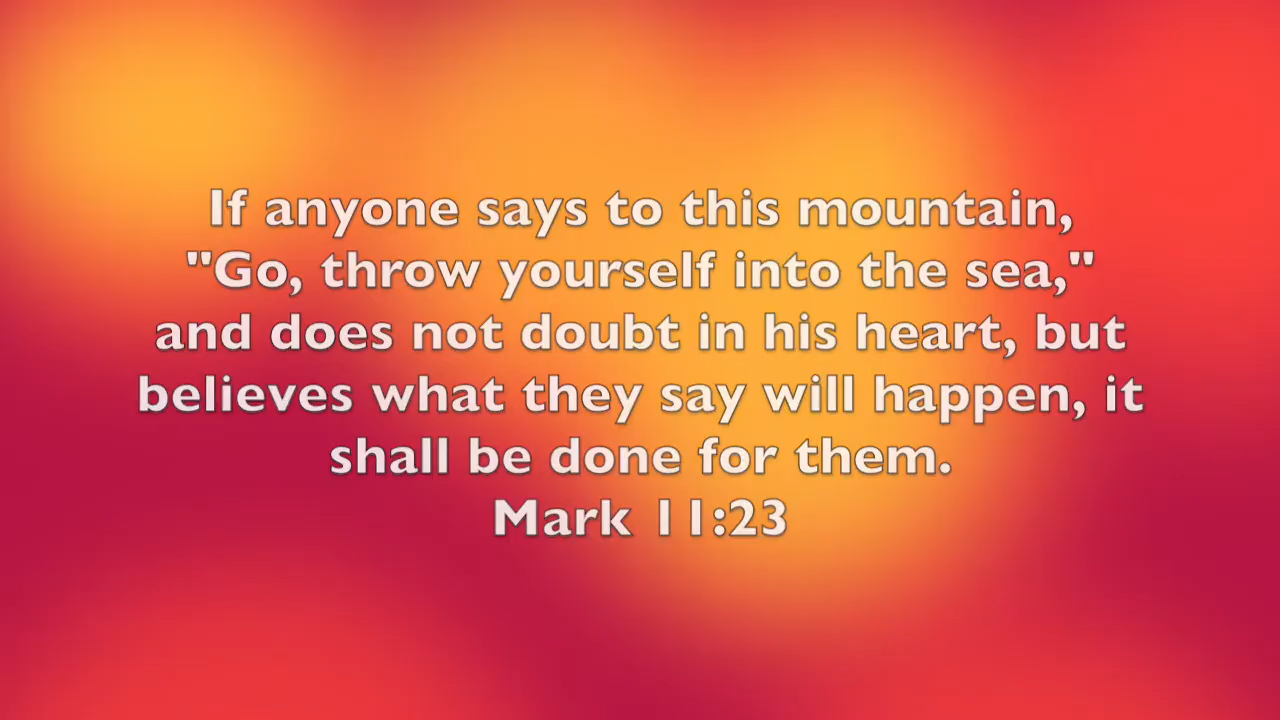 If anyone says to this mountain,
"Go, throw yourself into the sea,"
and does not doubt in his heart, but
believes what they say will happen, it
shall be done for them.
Mark 11:23